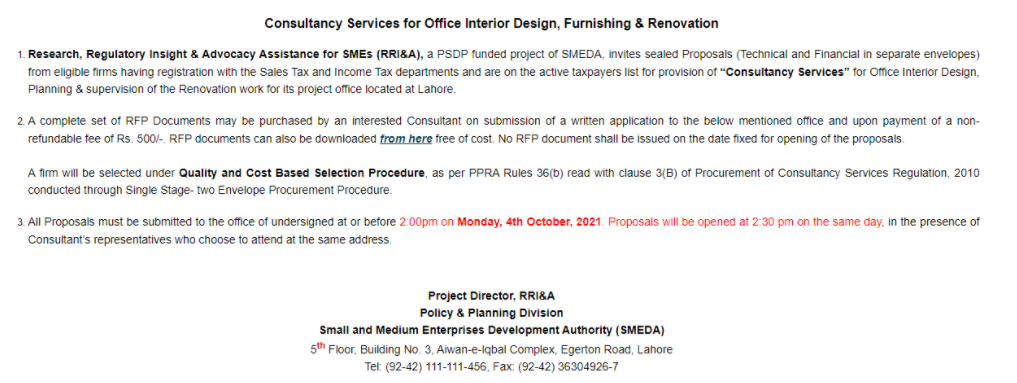 Consultancy Services for Office Interior Design, Furnishing & Renovation
1. Research, Regulatory Insight & Advocacy Assistance for SMEs (RRI&A), a PSDP funded project of SMEDA, invites sealed Proposals (Technical and Financial in separate envelopes)
from eligible firms having registration with the Sales Tax and Income Tax departments and are on the active taxpayers list for provision of “Consultancy Services” for Office Interior Design,
Planning & supervision of the Renovation work for its project office located at Lahore.
2. A complete set of RFP Documents may be purchased by an interested Consultant on submission of a written application to the below mentioned office and upon payment of a non-
refundable fee of Rs. 500/-. RFP documents can also be downloaded from here free of cost. No RFP document shall be issued on the date fixed for opening of the proposals.
A firm will be selected under Quality and Cost Based Selection Procedure, as per PPRA Rules 36(b) read with clause 3(B) of Procurement of Consultancy Services Regulation, 2010
conducted through Single Stage- two Envelope Procurement Procedure.
3. All Proposals must be submitted to the office of undersigned at or before 2:00pm on Monday, 4th October, 2021. Proposals will be opened at 2:30 pm on the same day, in the presence of
Consultant's representatives who choose to attend at the same address.
Project Director, RRI&A
Policy & Planning Division
Small and Medium Enterprises Development Authority (SMEDA)
5th Floor, Building No. 3, Aiwan-e-Iqbal Complex, Egerton Road, Lahore
Tel: (92-42) 111-111-456, Fax: (92-42) 36304926-7